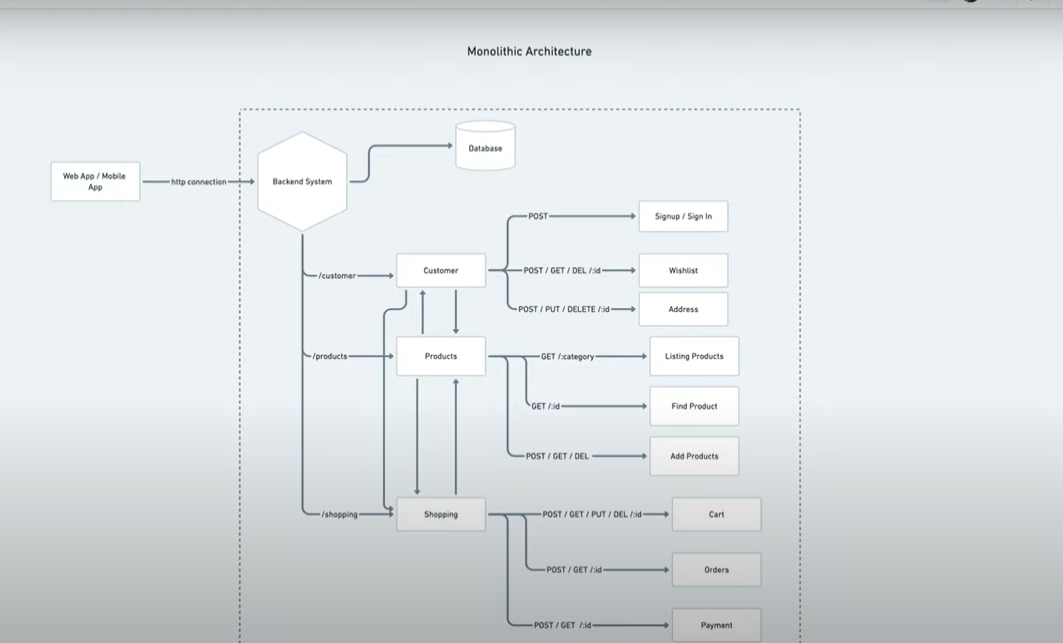 Monolithic Architecture
Database
Web App / Mobile
App
http connection
Backend System
POST
Signup / Sign In
/customer
Customer
POST / GET / DEL /:id
Wishlist
POST / PUT / DELETE /:id
Address
/products
Products
GET /:category
Listing Products
GET /:id
Find Product
POST / GET / DEL
Add Products
/shopping
Shopping
POST / GET / PUT / DEL /:id
Cart
POST / GET /:id
Orders
POST / GET /:id
Payment